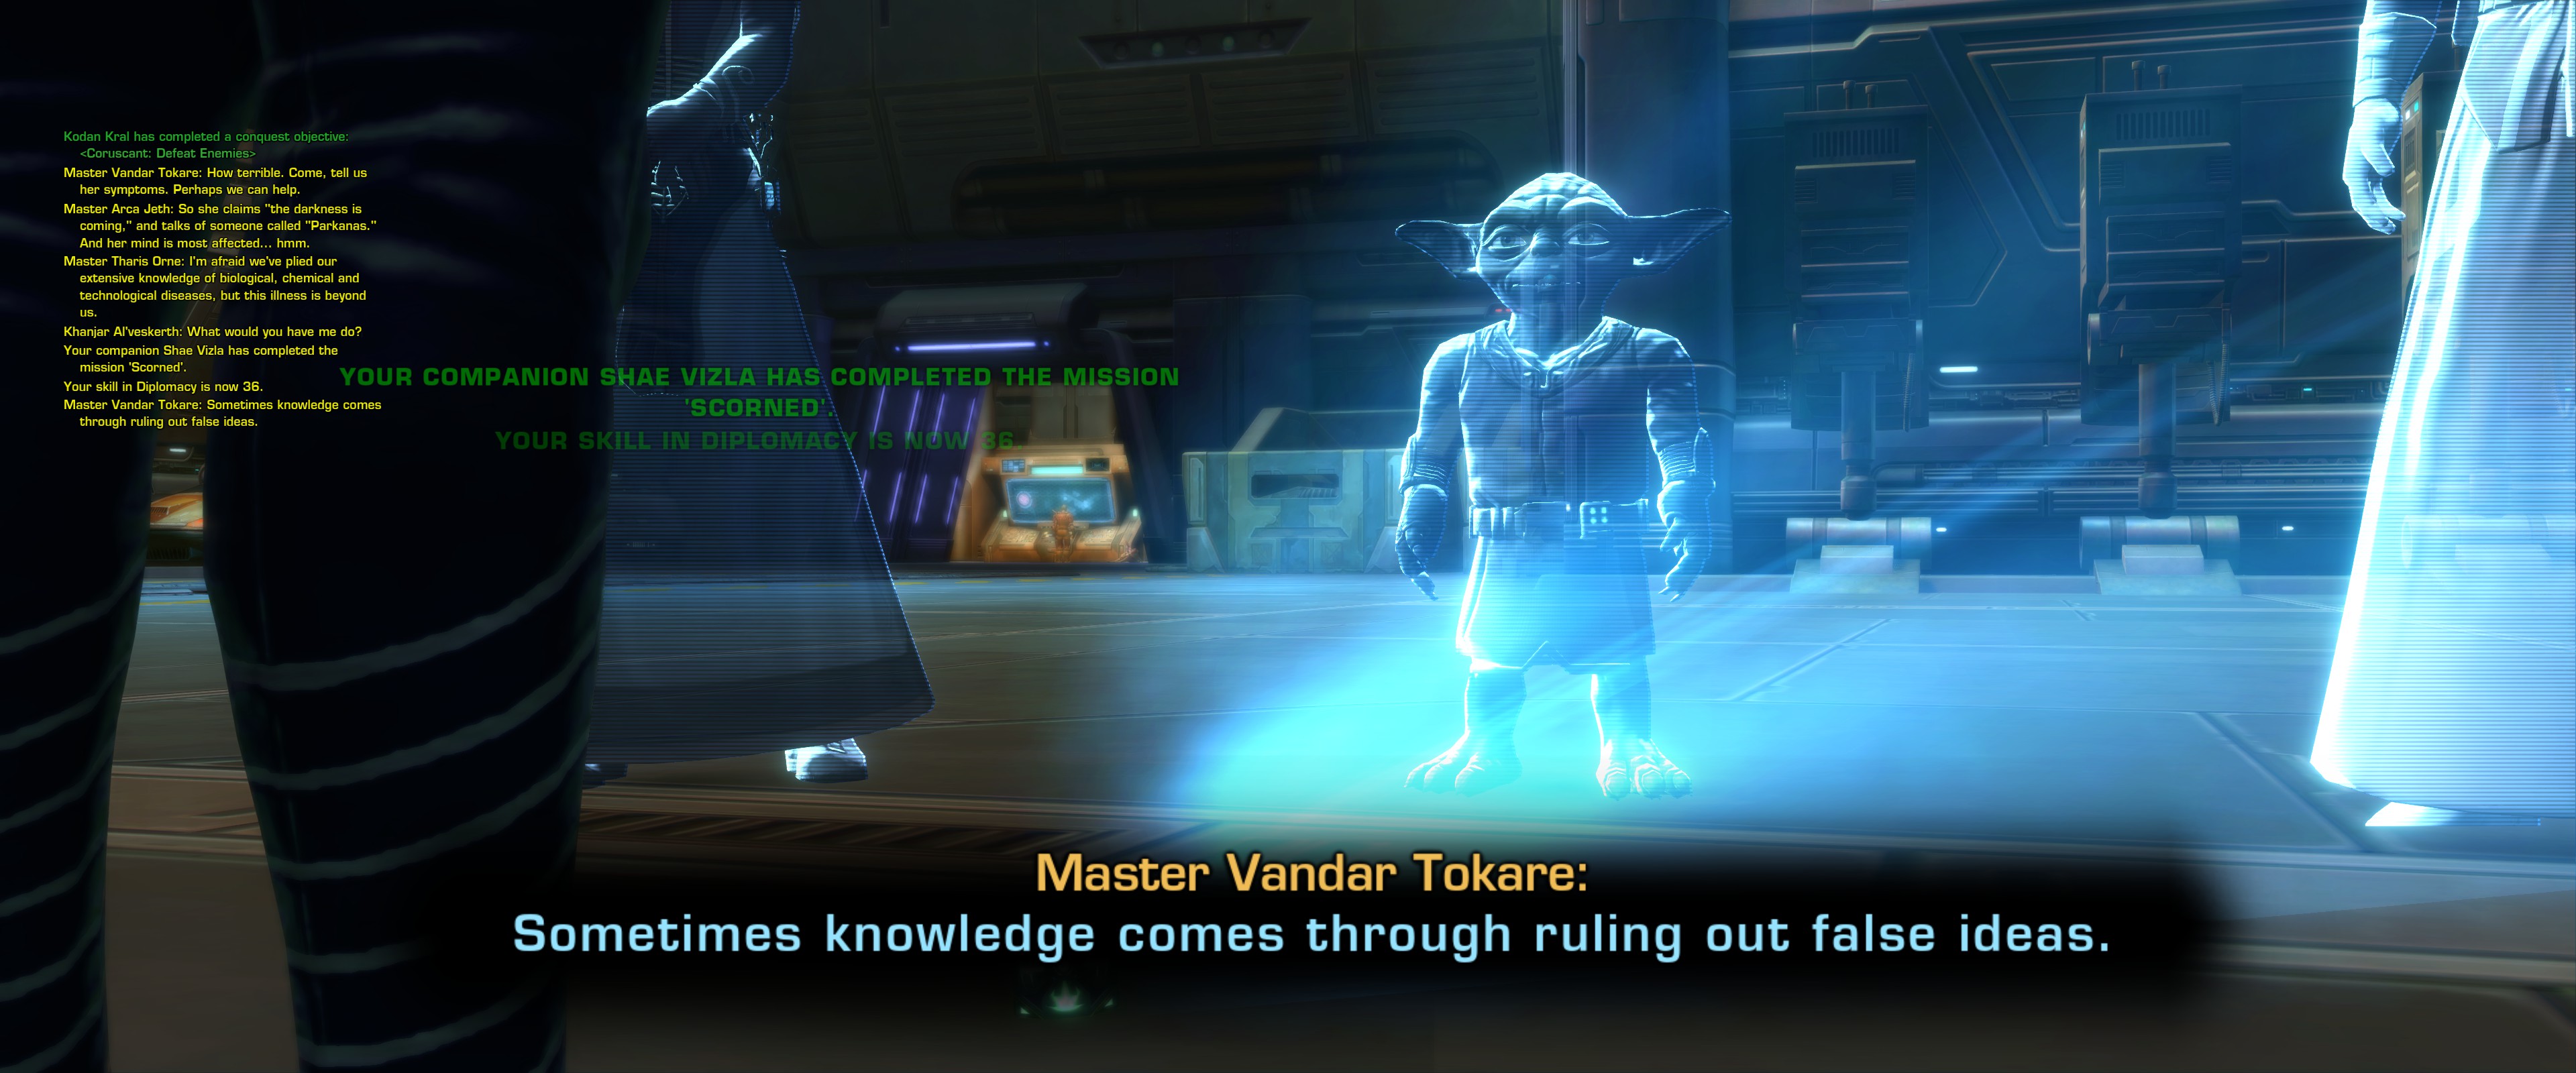 Kodan Kral has completed a conquest objective:
<Coruscant: Defeat Enemies>
Master Vandar Tokare: How terrible. Come, tell us
her symptoms. Perhaps we can help.
Master Arca Jeth: So she claims "the darkness is
coming," and talks of someone called "Parkanas."
And her mind is most affected... hmm.
Master Tharis Orne: I'm afraid we've plied our
extensive knowledge of biological, chemical and
technological diseases, but this illness is beyond
us.
Khanjar Al'veskerth: What would you have me do?
Your companion Shae Vizla has completed the
mission 'Scorned'.
Your skill in Diplomacy is now 36.
Master Vandar Tokare: Sometimes knowledge comes
through ruling out false ideas.
YOUR COMPANION SHAE VIZLA HAS COMPLETED THE MISSION
'SCORNED'.
YOUR SKILL IN DIPLOMACY IS NOW 36.
Master Vandar Tokare:
Sometimes knowledge comes through ruling out false ideas.